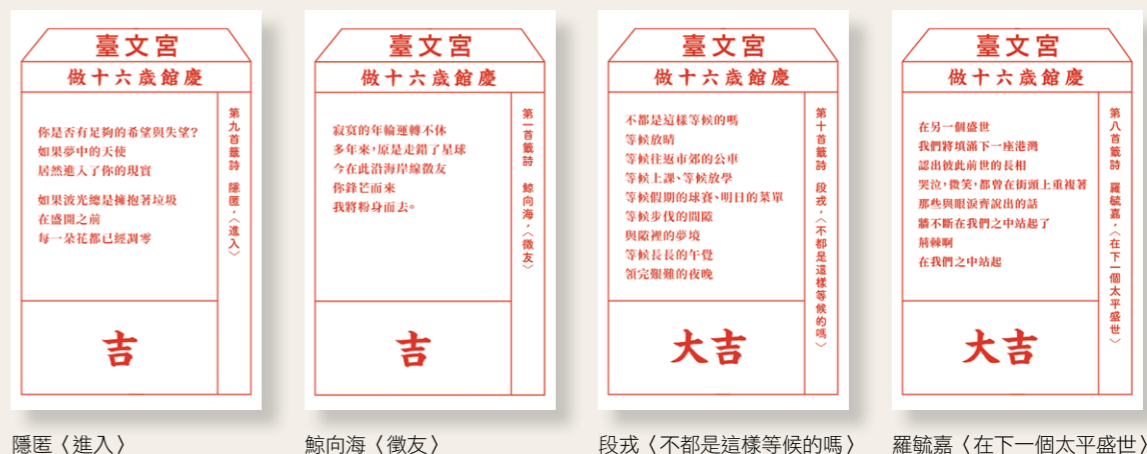 臺文宮
做十六歲館慶
第九首籤詩 隱匿,〈進入〉
你是否有足夠的希望與失望?
如果夢中的天使
居然進入了你的現實
如果波光總是擁抱著垃圾
在盛開之前
每一朵花都已經凋零
吉
隱匿〈進入〉
臺文宮
做十六歲館慶
第一首籤詩 鯨向海,〈徵友〉
寂寞的年輪運轉不休
多年來,原是走錯了星球
今在此沿海岸線徵友
你鋒芒而來
我將粉身而去。
吉
鯨向海〈徵友〉
臺文宮
做十六歲館慶
第十首籤詩 段戎,〈不都是這樣等候的嗎〉
不都是這樣等候的嗎
等候放晴
等候往返市郊的公車
等候上課、等候放學
等候假期的球賽、明日的菜單
等候步伐的間隙
與隙裡的夢境
等候長長的午覺
領完艱難的夜晚
大吉
段戎〈不都是這樣等候的嗎〉
臺文宮
做十六歲館慶
第八首籤詩 羅毓嘉,〈在下一個太平盛世〉
在另一個盛世
我們將填滿下一座港灣
認出彼此前世的長相
哭泣,微笑,都曾在街頭上重複著
那些與眼淚齊說出的話
牆不斷在我們之中站起了
荊棘啊
在我們之中站起
大吉
羅毓嘉〈在下一個太平盛世〉